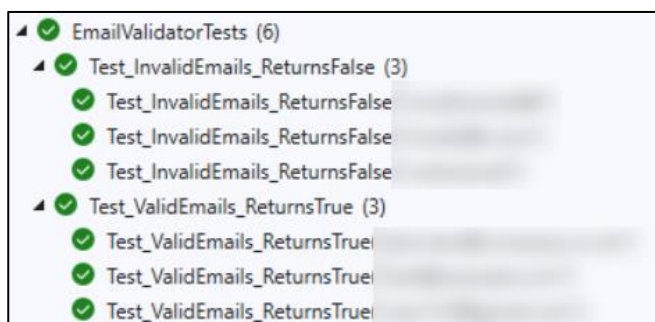 EmailValidatorTests (6)
Test_InvalidEmails_ReturnsFalse (3)
Test_InvalidEmails_ReturnsFalse
Test_InvalidEmails_ReturnsFalse
Test_InvalidEmails_ReturnsFalse
Test_ValidEmails_ReturnsTrue (3)
Test_ValidEmails_ReturnsTrue(
Test_ValidEmails_ReturnsTrue(
Test_ValidEmails_ReturnsTrue(